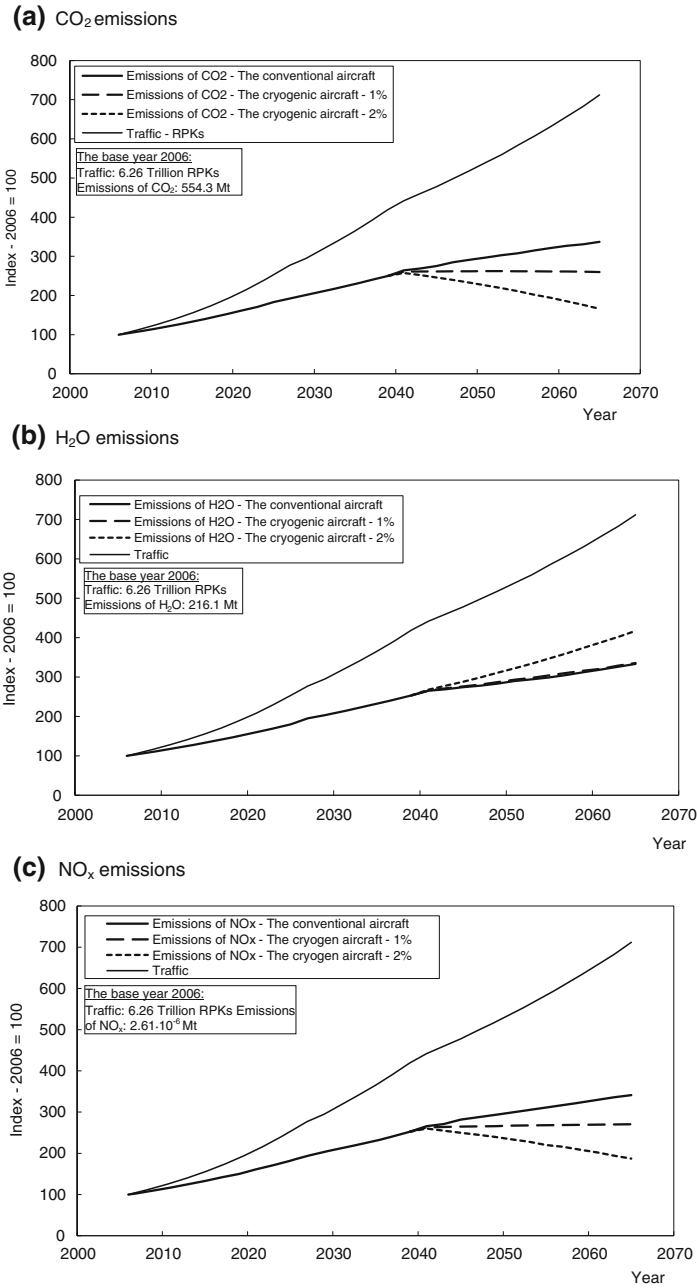 (a) CO₂ emissions
800
700
600
500
400
300
200
100
0
Index - 2006 = 100
Emissions of CO2 - The conventional aircraft
Emissions of CO2 - The cryogenic aircraft - 1%
Emissions of CO2 - The cryogenic aircraft - 2%
Traffic - RPKs
The base year 2006:
Traffic: 6.26 Trillion RPKs
Emissions of CO₂: 554.3 Mt
2000 2010 2020 2030 2040 2050 2060 2070
Year
(b) H₂O emissions
800
700
600
500
400
300
200
100
0
Index - 2006 = 100
Emissions of H2O - The conventional aircraft
Emissions of H2O - The cryogenic aircraft - 1%
Emissions of H2O - The cryogenic aircraft - 2%
Traffic
The base year 2006:
Traffic: 6.26 Trillion RPKs
Emissions of H₂O: 216.1 Mt
2000 2010 2020 2030 2040 2050 2060 2070
Year
(c) NOₓ emissions
800
700
600
500
400
300
200
100
0
Index - 2006 = 100
Emissions of NOx - The conventional aircraft
Emissions of NOx - The cryogen aircraft - 1%
Emissions of NOx - The cryogen aircraft - 2%
Traffic
The base year 2006:
Traffic: 6.26 Trillion RPKs Emissions
of NOₓ: 2.61·10⁻⁶ Mt
2000 2010 2020 2030 2040 2050 2060 2070
Year